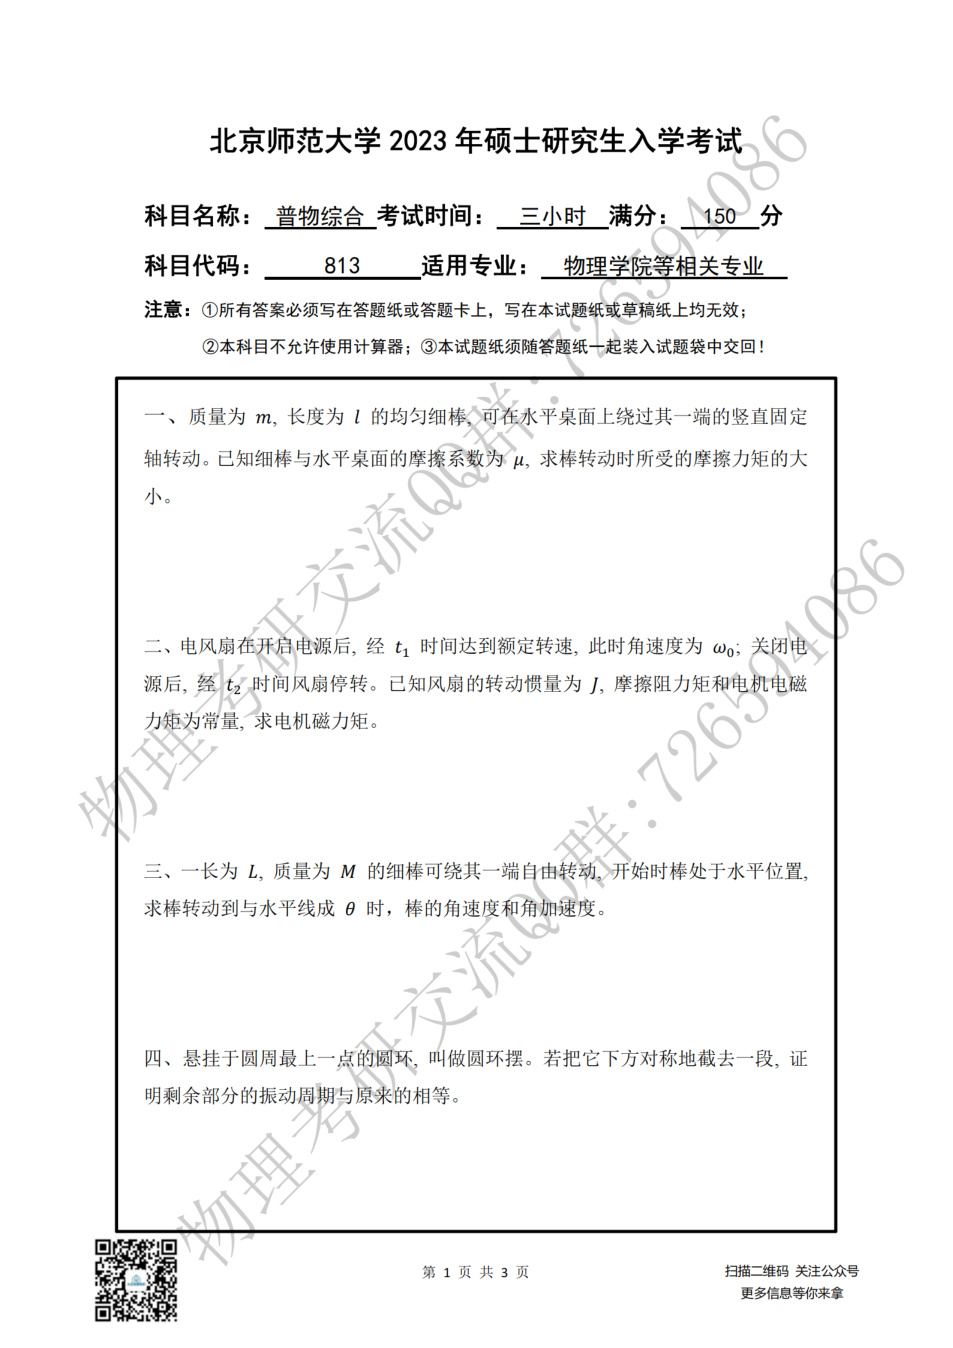 北京师范大学 2023 年硕士研究生入学考试
科目名称： 普物综合 考试时间： 三小时 满分： 150 分
科目代码： 813 适用专业： 物理学院等相关专业
注意：①所有答案必须写在答题纸或答题卡上，写在本试题纸或草稿纸上均无效；
②本科目不允许使用计算器；③本试题纸须随答题纸一起装入试题袋中交回！
一、质量为 m, 长度为 l 的均匀细棒, 可在水平桌面上绕过其一端的竖直固定
轴转动。已知细棒与水平桌面的摩擦系数为 μ, 求棒转动时所受的摩擦力矩的大
小。
二、电风扇在开启电源后, 经 t₁ 时间达到额定转速, 此时角速度为 ω₀; 关闭电
源后, 经 t₂ 时间风扇停转。已知风扇的转动惯量为 J, 摩擦阻力矩和电机电磁
力矩为常量, 求电机磁力矩。
三、一长为 L, 质量为 M 的细棒可绕其一端自由转动, 开始时棒处于水平位置,
求棒转动到与水平线成 θ 时，棒的角速度和角加速度。
四、悬挂于圆周最上一点的圆环, 叫做圆环摆。若把它下方对称地截去一段, 证
明剩余部分的振动周期与原来的相等。
物理考研交流QQ群:726594086
物理考研交流QQ群:726594086
第 1 页 共 3 页
扫描二维码 关注公众号
更多信息等你来拿